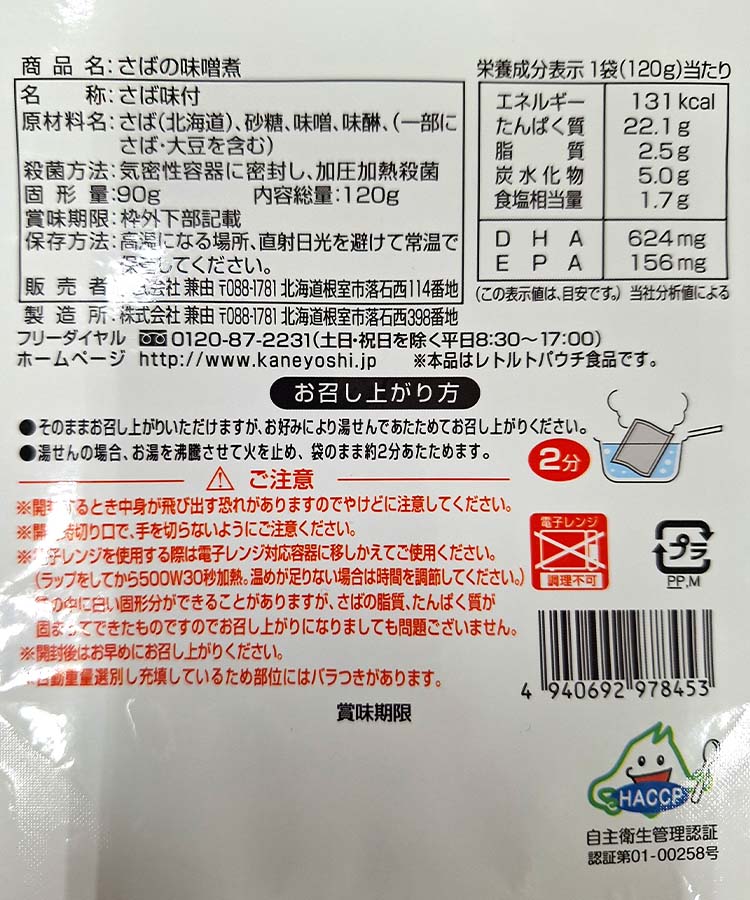 商品名:さばの味噌煮
名 称:さば味付
原材料名:さば(北海道)、砂糖、味噌、味醂、(一部に
さば・大豆を含む)
殺菌方法:気密性容器に密封し、加圧加熱殺菌
固形量:90g 内容総量:120g
賞味期限:枠外下部記載
保存方法:高温になる場所、直射日光を避けて常温で
してください。
販売者 会社 兼由 〒088-1781 北海道根室市落石西114番地
製造所:株式会社 兼由 〒088-1781 北海道根室市落石西398番地
フリーダイヤル 0120-87-2231(土日・祝日を除く平日8:30〜17:00)
ホームページ http://www.kaneyoshi.jp ※本品はレトルトパウチ食品です。
栄養成分表示 1袋(120g)当たり
エネルギー 131kcal
たんぱく質 22.1g
脂質 2.5g
炭水化物 5.0g
食塩相当量 1.7g
DHA 624mg
EPA 156mg
(この表示値は、目安です。) 当社分析値による
お召し上がり方
●そのままお召し上がりいただけますが、お好みにより湯せんであたためてお召し上がりください。
●湯せんの場合、お湯を沸騰させて火を止め、袋のまま約2分あたためます。
2分
ご注意
※開封するとき中身が飛び出す恐れがありますのでやけどに注意してください。
※開 切り口で、手を切らないようにご注意ください。
※電子レンジを使用する際は電子レンジ対応容器に移しかえてご使用ください。
(ラップをしてから500W30秒加熱。温めが足りない場合は時間を調節してください。)
の中に白い固形分ができることがありますが、さばの脂質、たんぱく質が
固まってできたものですのでお召し上がりになりましても問題ございません。
※開封後はお早めにお召し上がりください。
自動重量選別し充填しているため部位にはバラつきがあります。
電子レンジ
調理不可
プラ
PP,M
4 940692 978453
賞味期限
HACCP
自主衛生管理認証
認証第01-00258号